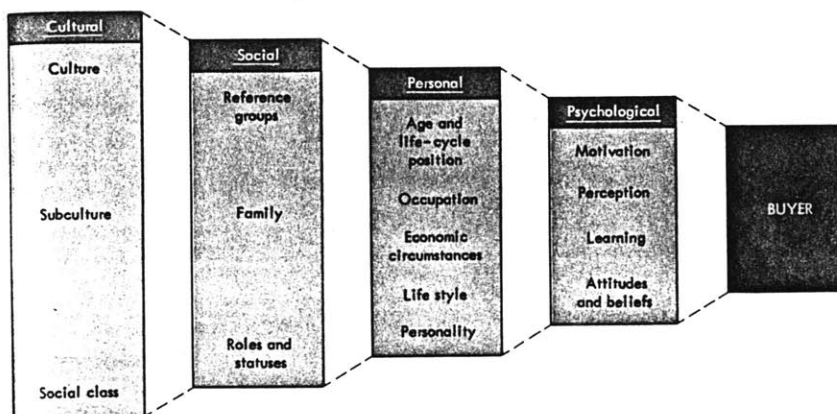 Cultural
Culture
Subculture
Social class
Social
Reference
groups
Family
Roles and
statuses
Personal
Age and
life-cycle
position
Occupation
Economic
circumstances
Life style
Personality
Psychological
Motivation
Perception
Learning
Attitudes
and beliefs
BUYER